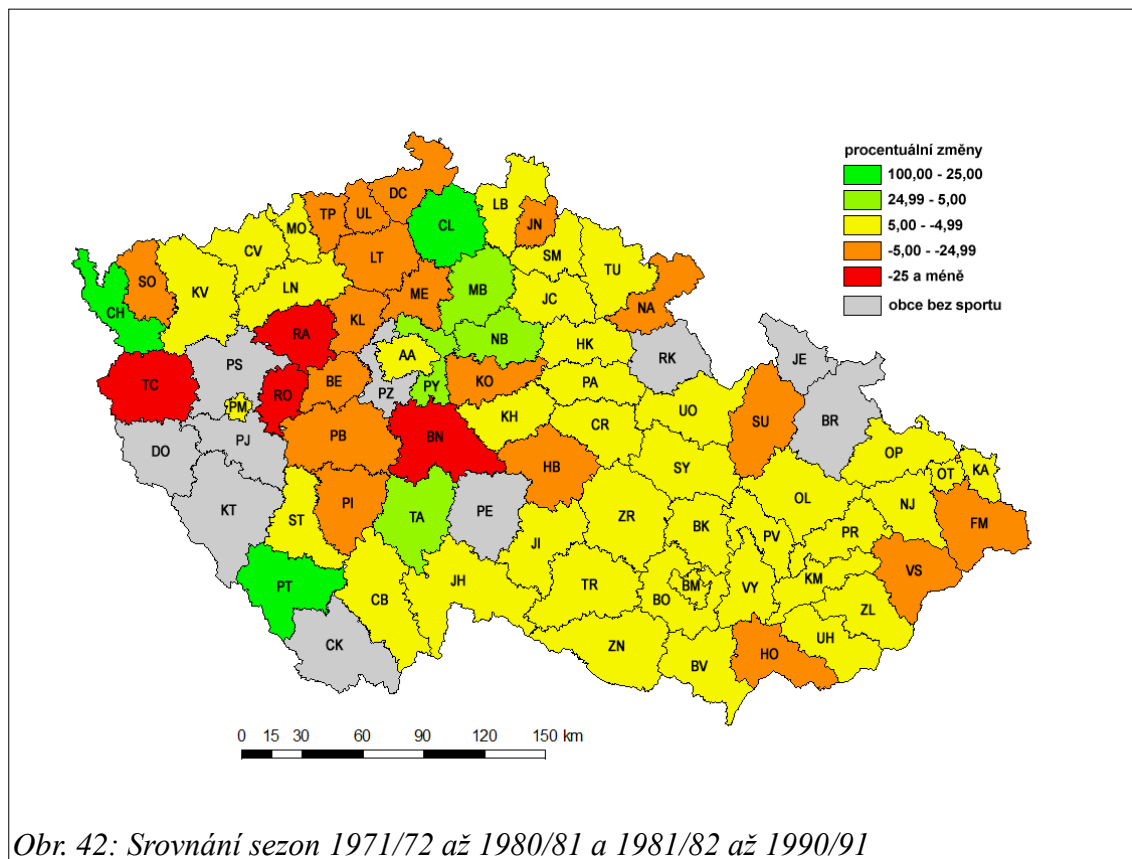 procentuální změny
100,00 - 25,00
24,99 - 5,00
5,00 - -4,99
-5,00 - -24,99
-25 a méně
obce bez sportu
DC
LB
TP
UL
CL
JN
MO
CV
LT
SM
TU
SO
KV
LN
ME
MB
JC
NA
CH
KL
RA
NB
HK
RK
JE
PS
AA
TC
RO
BE
PZ
PY
KO
PA
PM
UO
SU
BR
DO
PJ
PB
BN
KH
CR
OP
OT
KA
HB
SY
KT
ST
PI
TA
PE
OL
NJ
FM
ZR
BK
PV
PR
JI
VS
PT
CB
JH
TR
BO
BM
VY
KM
ZL
CK
ZN
BV
HO
UH
0 15 30 60 90 120 150 km
Obr. 42: Srovnání sezon 1971/72 až 1980/81 a 1981/82 až 1990/91